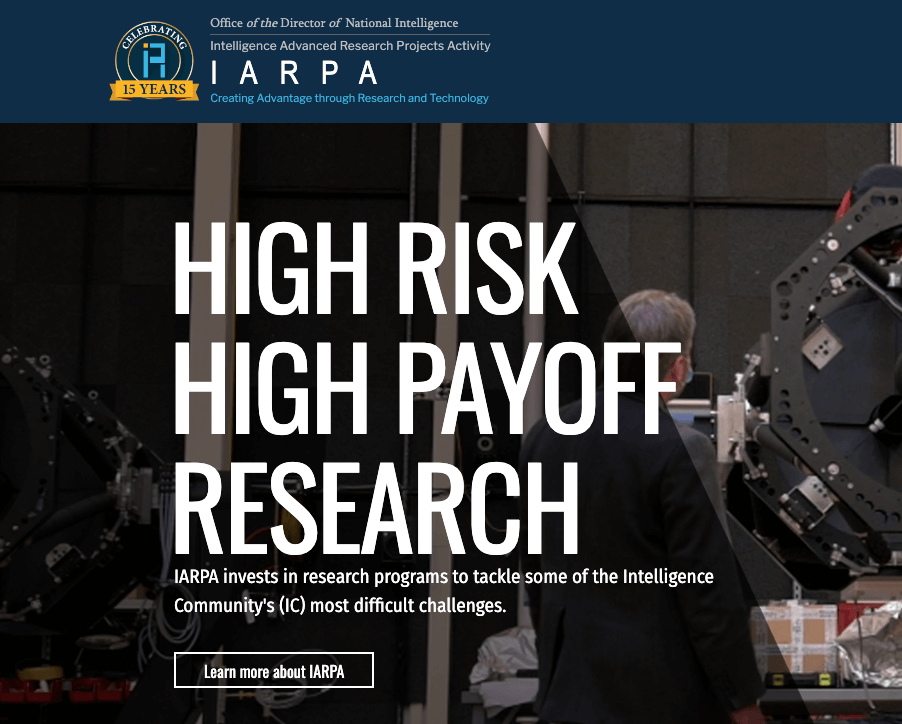 CELEBRATING
15 YEARS
Office of the Director of National Intelligence
Intelligence Advanced Research Projects Activity
IARPA
Creating Advantage through Research and Technology
HIGH RISK
HIGH PAYOFF
RESEARCH
IARPA invests in research programs to tackle some of the Intelligence
Community's (IC) most difficult challenges.
Learn more about IARPA